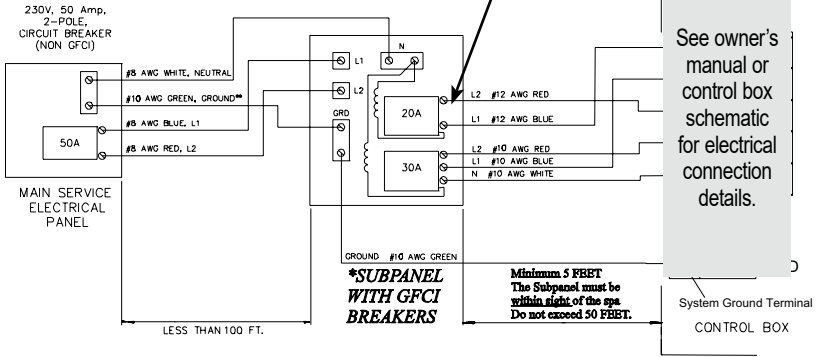 230V, 50 Amp,
2-POLE,
CIRCUIT BREAKER
(NON GFCI)
#8 AWG WHITE, NEUTRAL
#10 AWG GREEN, GROUND**
#8 AWG BLUE, L1
50A
#8 AWG RED, L2
MAIN SERVICE
ELECTRICAL
PANEL
N
L1
L2
GRD
20A
30A
L2 #12 AWG RED
L1 #12 AWG BLUE
L2 #10 AWG RED
L1 #10 AWG BLUE
N #10 AWG WHITE
See owner's
manual or
control box
schematic
for electrical
connection
details.
GROUND #10 AWG GREEN
*SUBPANEL
WITH GFCI
BREAKERS
Minimum 5 FEET
The Subpanel must be
within sight of the spa
Do not exceed 50 FEET.
LESS THAN 100 FT.
D
System Ground Terminal
CONTROL BOX